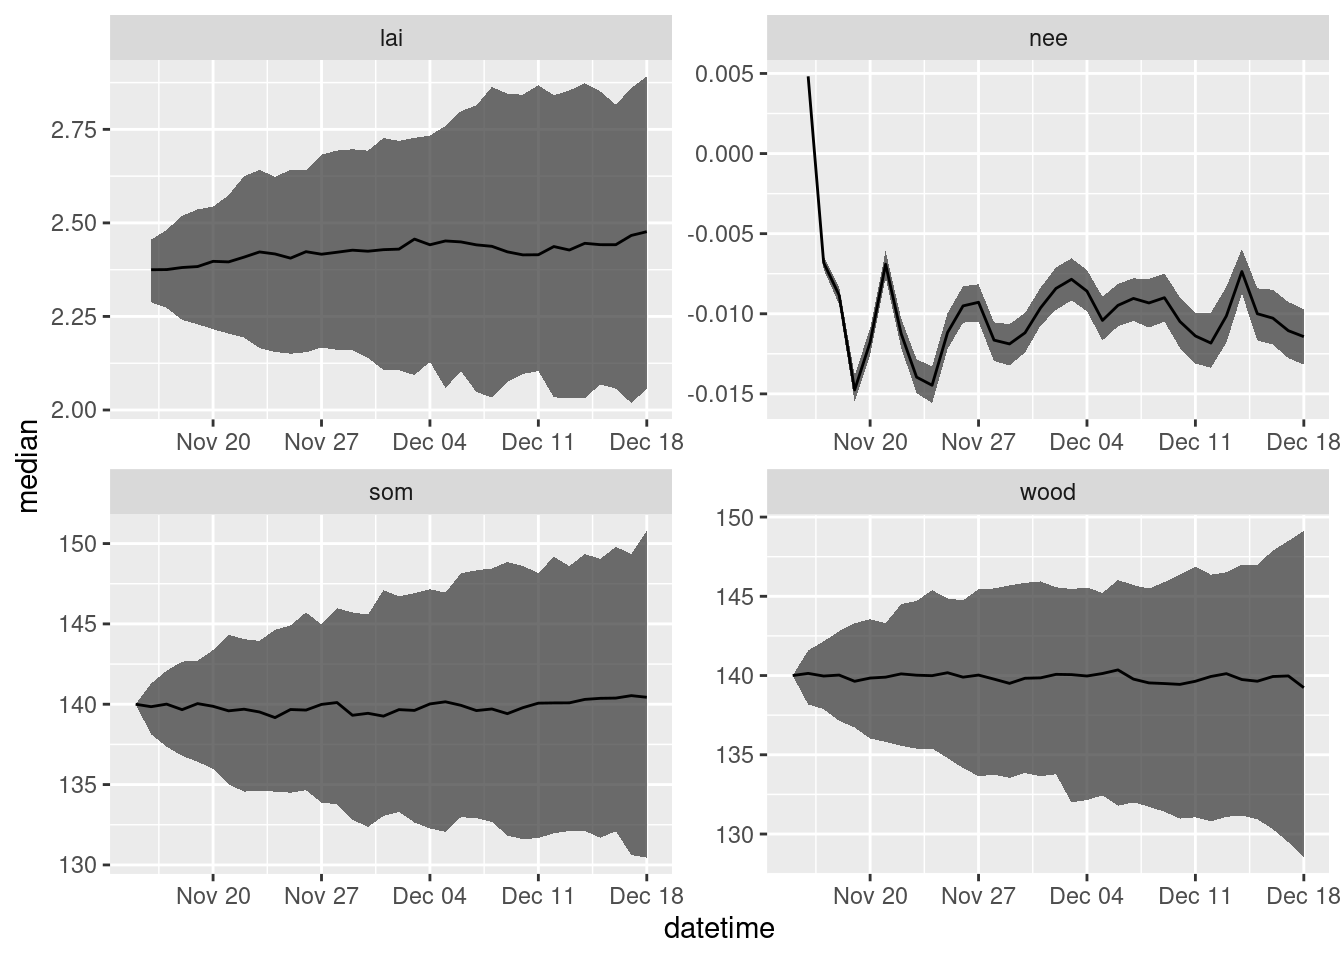 lai
nee
2.75
2.50
2.25
2.00
0.005
0.000
-0.005
-0.010
-0.015
Nov 20 Nov 27 Dec 04 Dec 11 Dec 18
Nov 20 Nov 27 Dec 04 Dec 11 Dec 18
median
som
wood
150
145
140
135
130
150
145
140
135
130
Nov 20 Nov 27 Dec 04 Dec 11 Dec 18
Nov 20 Nov 27 Dec 04 Dec 11 Dec 18
datetime